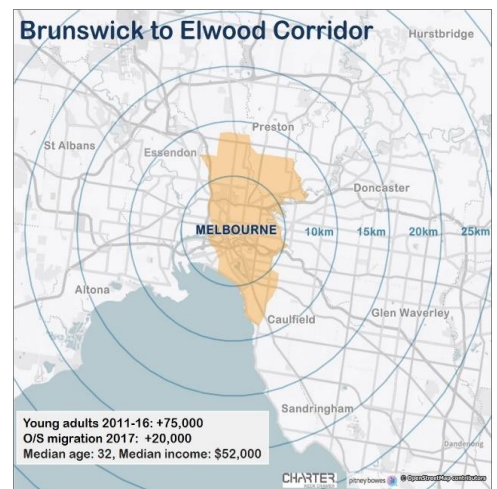 Brunswick to Elwood Corridor
Hurstbridge
Preston
St Albans
Essendon
Doncaster
MELBOURNE
10km
15km
20km
25km
Altona
Caulfield
Glen Waverley
Sandringham
Dandenong
Young adults 2011-16: +75,000
O/S migration 2017: +20,000
Median age: 32, Median income: $52,000
CHARTER
pitney bowes
© OpenStreetMap contributors